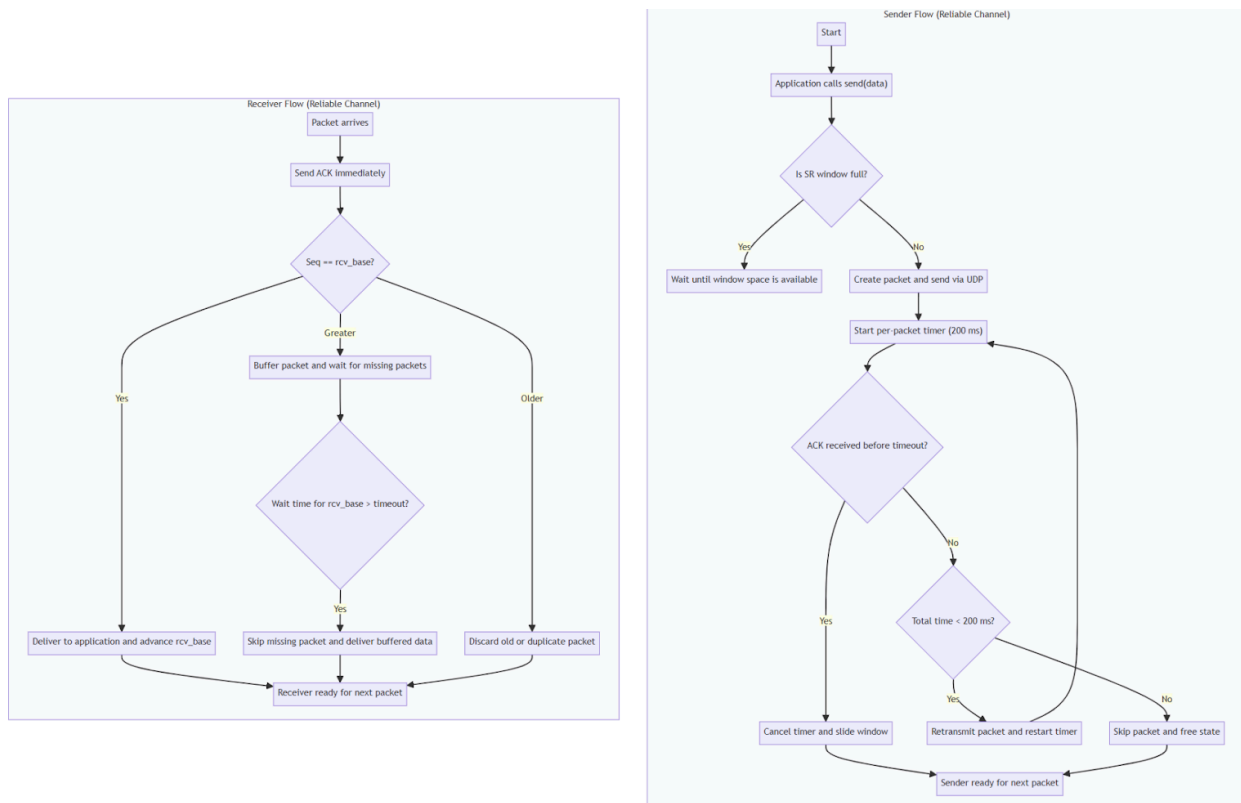 Receiver Flow (Reliable Channel)
Packet arrives
Send ACK immediately
Seq == rcv_base?
Greater
Buffer packet and wait for missing packets
Yes
Older
Wait time for rcv_base > timeout?
Yes
Deliver to application and advance rcv_base
Skip missing packet and deliver buffered data
Discard old or duplicate packet
Receiver ready for next packet
Sender Flow (Reliable Channel)
Start
Application calls send(data)
Is SR window full?
Yes
No
Wait until window space is available
Create packet and send via UDP
Start per-packet timer (200 ms)
ACK received before timeout?
No
Yes
Total time < 200 ms?
Yes
No
Cancel timer and slide window
Retransmit packet and restart timer
Skip packet and free state
Sender ready for next packet